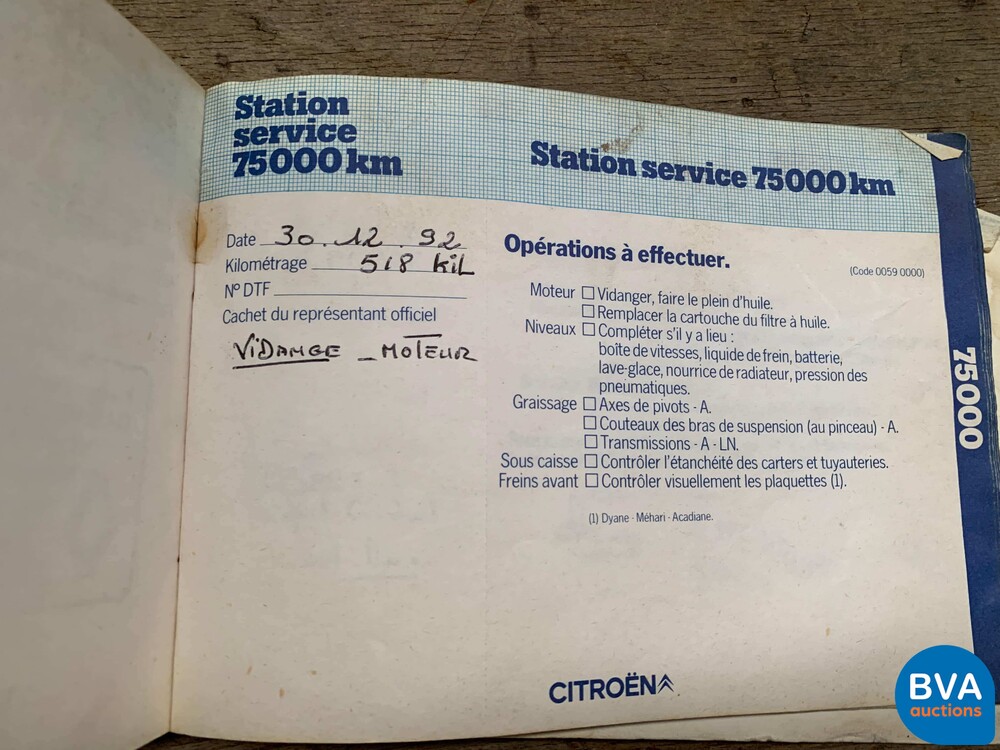 Station
service
75000 km
Station service 75000 km
Date 30.12.92
Kilométrage 518 KiL
N° DTF
Cachet du représentant officiel
ViDANGE _ MOTEUR
Opérations à effectuer.
(Code 0059 0000)
Moteur Vidanger, faire le plein d'huile.
Remplacer la cartouche du filtre à huile.
Niveaux Compléter s'il y a lieu :
boîte de vitesses, liquide de frein, batterie,
lave-glace, nourrice de radiateur, pression des
pneumatiques.
Graissage Axes de pivots - A.
Couteaux des bras de suspension (au pinceau) - A.
Transmissions - A - LN.
Sous caisse Contrôler l'étanchéité des carters et tuyauteries.
Freins avant Contrôler visuellement les plaquettes (1).
(1) Dyane - Méhari - Acadiane.
75000
CITROËN
BVA
auctions